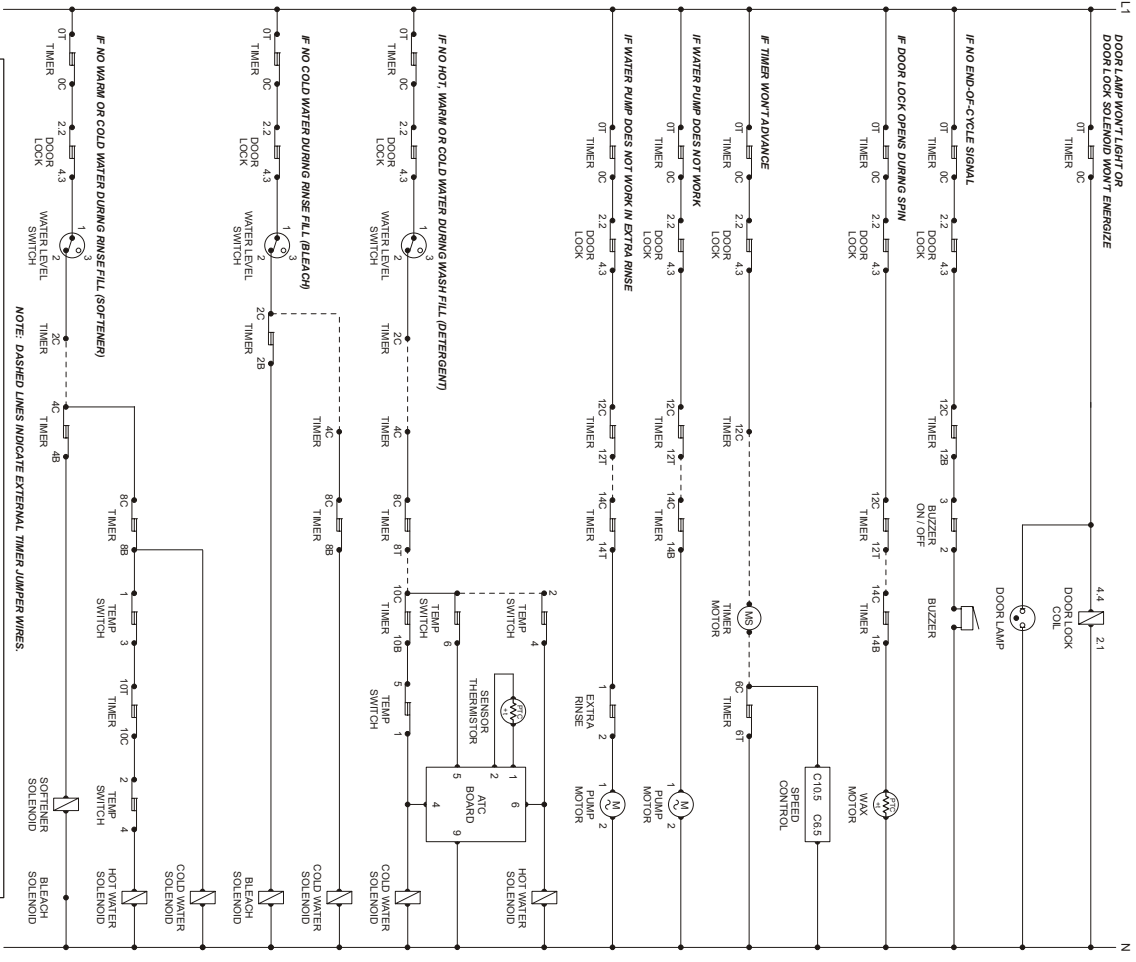 L1
N
DOOR LAMP WON'T LIGHT OR
DOOR LOCK SOLENOID WON'T ENERGIZE
0T
0C
TIMER
4.4
2.1
DOOR LOCK
COIL
DOOR LAMP
IF NO END-OF-CYCLE SIGNAL
0T
0C
TIMER
2.2
4.3
DOOR
LOCK
12C
12B
TIMER
3
2
BUZZER
ON / OFF
BUZZER
IF DOOR LOCK OPENS DURING SPIN
0T
0C
TIMER
2.2
4.3
DOOR
LOCK
12C
12T
TIMER
14C
14B
TIMER
PTC
+t
WAX
MOTOR
C10.5 C6.5
SPEED
CONTROL
IF TIMER WON'T ADVANCE
0T
0C
TIMER
2.2
4.3
DOOR
LOCK
12C
TIMER
MS
TIMER
MOTOR
6C
6T
TIMER
IF WATER PUMP DOES NOT WORK
0T
0C
TIMER
2.2
4.3
DOOR
LOCK
12C
12T
TIMER
14C
14B
TIMER
1
M
2
PUMP
MOTOR
IF WATER PUMP DOES NOT WORK IN EXTRA RINSE
0T
0C
TIMER
2.2
4.3
DOOR
LOCK
12C
12T
TIMER
14C
14T
TIMER
1
2
EXTRA
RINSE
1
M
2
PUMP
MOTOR
2
4
TEMP
SWITCH
HOT WATER
SOLENOID
PTC
+t
SENSOR
THERMISTOR
1
2
6
5
4
9
ATC
BOARD
6
TEMP
SWITCH
IF NO HOT, WARM OR COLD WATER DURING WASH FILL (DETERGENT)
0T
0C
TIMER
2.2
4.3
DOOR
LOCK
1
3
2
WATER LEVEL
SWITCH
2C
TIMER
4C
TIMER
8C
8T
TIMER
10C
10B
TIMER
5
1
TEMP
SWITCH
COLD WATER
SOLENOID
4C
TIMER
8C
8B
TIMER
COLD WATER
SOLENOID
IF NO COLD WATER DURING RINSE FILL (BLEACH)
0T
0C
TIMER
2.2
4.3
DOOR
LOCK
1
3
2
WATER LEVEL
SWITCH
2C
2B
TIMER
BLEACH
SOLENOID
COLD WATER
SOLENOID
8C
8B
TIMER
1
3
TEMP
SWITCH
10T
10C
TIMER
2
4
TEMP
SWITCH
HOT WATER
SOLENOID
IF NO WARM OR COLD WATER DURING RINSE FILL (SOFTENER)
0T
0C
TIMER
2.2
4.3
DOOR
LOCK
1
3
2
WATER LEVEL
SWITCH
2C
TIMER
4C
4B
TIMER
SOFTENER
SOLENOID
BLEACH
SOLENOID
NOTE: DASHED LINES INDICATE EXTERNAL TIMER JUMPER WIRES.